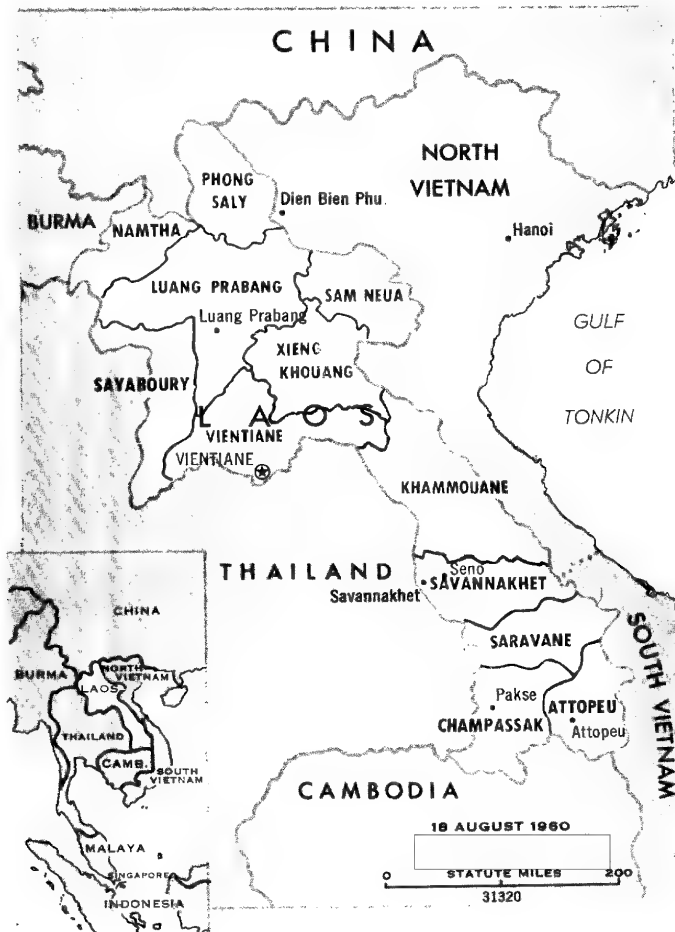 CHINA
PHONG
SALY
NORTH
VIETNAM
Dien Bien Phu
BURMA
NAMTHA
Hanoi
LUANG PRABANG
SAM NEUA
Luang Prabang
GULF
OF
TONKIN
XIENG
KHOUANG
SAYABOURY
LAOS
VIENTIANE
VIENTIANE
KHAMMOUANE
THAILAND
Seno
SAVANNAKHET
Savannakhet
SARAVANE
SOUTH VIETNAM
Pakse
ATTOPEU
CHAMPASSAK
Attopeu
CAMBODIA
18 AUGUST 1960
0 STATUTE MILES 200
31320
CHINA
BURMA
NORTH
VIETNAM
LAOS
THAILAND
CAMB.
SOUTH
VIETNAM
MALAYA
SINGAPORE
INDONESIA